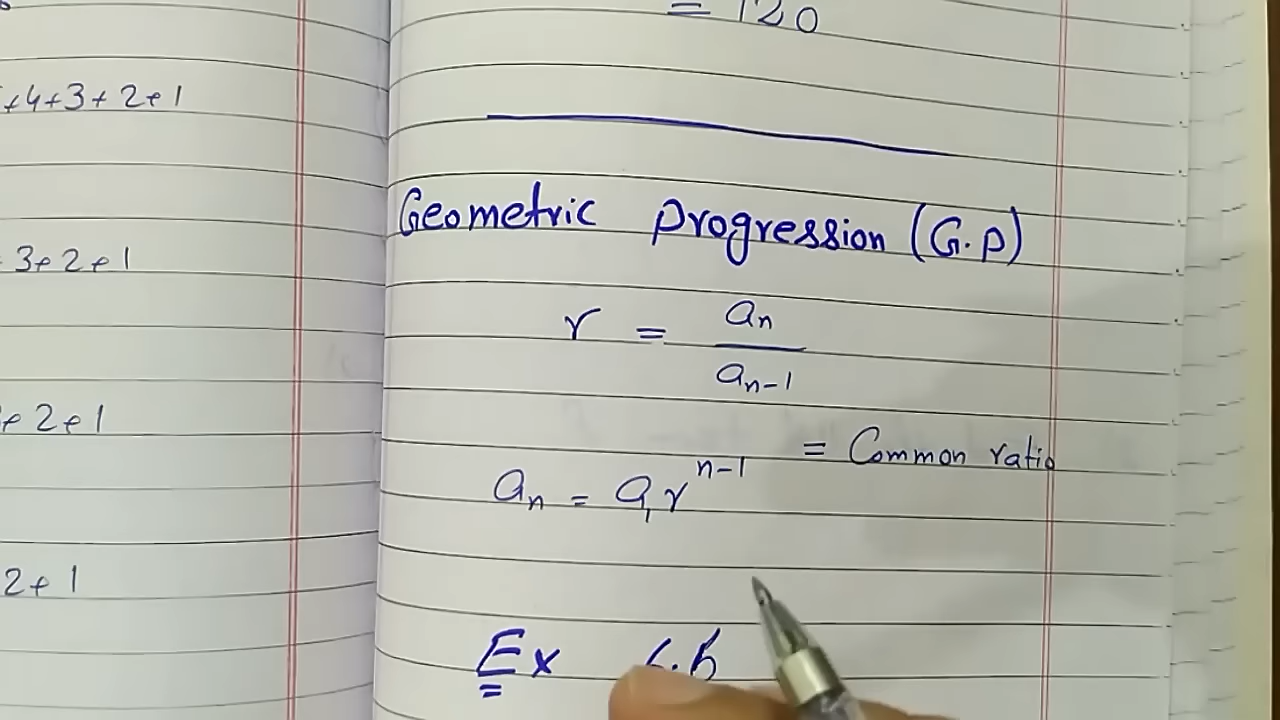 +4+3+2+1
3+2+1
+2+1
2+1
= 120
Geometric Progression (G.P)
r = an / an-1
= Common ratio
an = a1 r^n-1
Ex